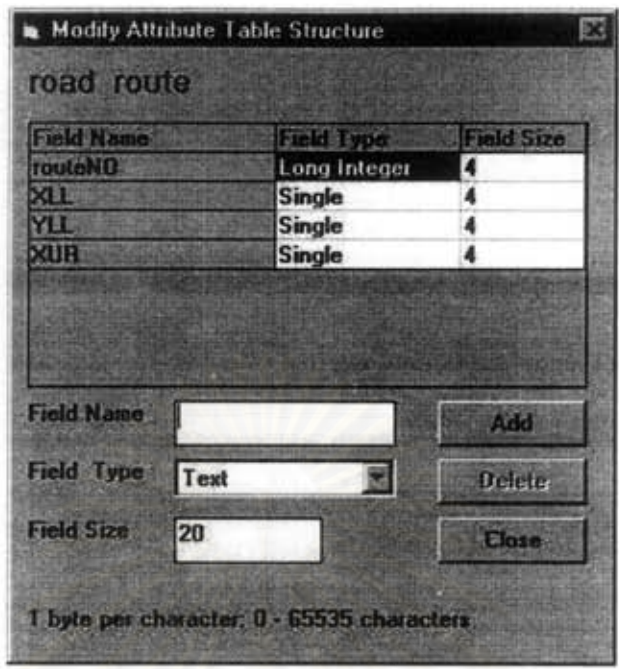 Modify Attribute Table Structure
road route
Field Name Field Type Field Size
routeNO Long Integer 4
XLL Single 4
YLL Single 4
XUR Single 4
Field Name Add
Field Type Text Delete
Field Size 20 Close
1 byte per character; 0 - 65535 characters